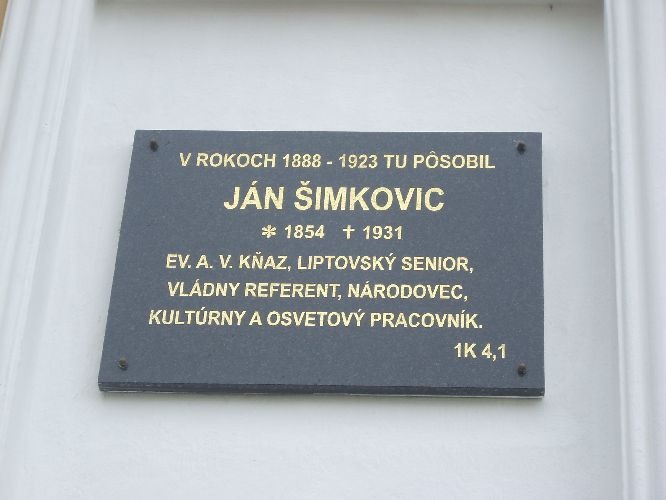 V ROKOCH 1888 - 1923 TU PÔSOBIL
JÁN ŠIMKOVIC
✻ 1854 ✝ 1931
EV. A. V. KŇAZ, LIPTOVSKÝ SENIOR,
VLÁDNY REFERENT, NÁRODOVEC,
KULTÚRNY A OSVETOVÝ PRACOVNÍK.
1K 4,1